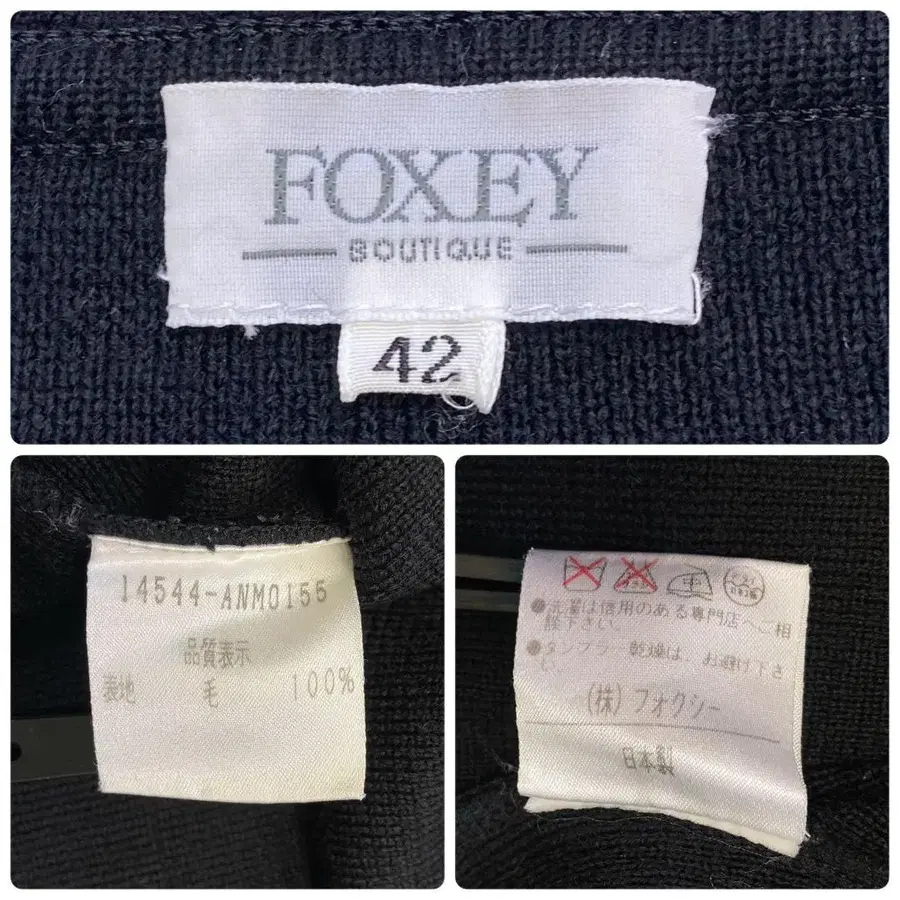 FOXEY
BOUTIQUE
42
14544-ANM0155
品質表示
表地 毛 100%
●洗濯は信用のある専門店へご相
談下さい。
●タンブラー乾燥は、お避け下さ
い。
(株)フォクシー
日本製